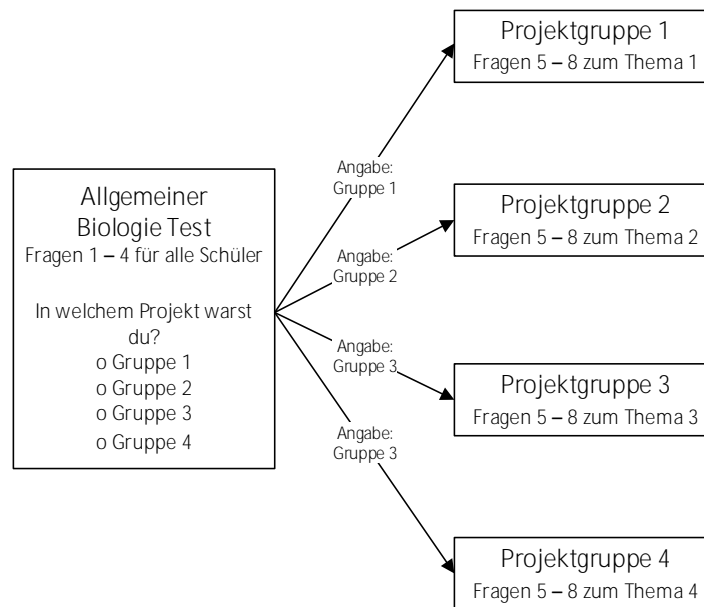 Allgemeiner
Biologie Test
Fragen 1 – 4 für alle Schüler
In welchem Projekt warst
du?
o Gruppe 1
o Gruppe 2
o Gruppe 3
o Gruppe 4
Angabe:
Gruppe 1
Angabe:
Gruppe 2
Angabe:
Gruppe 3
Angabe:
Gruppe 3
Projektgruppe 1
Fragen 5 – 8 zum Thema 1
Projektgruppe 2
Fragen 5 – 8 zum Thema 2
Projektgruppe 3
Fragen 5 – 8 zum Thema 3
Projektgruppe 4
Fragen 5 – 8 zum Thema 4